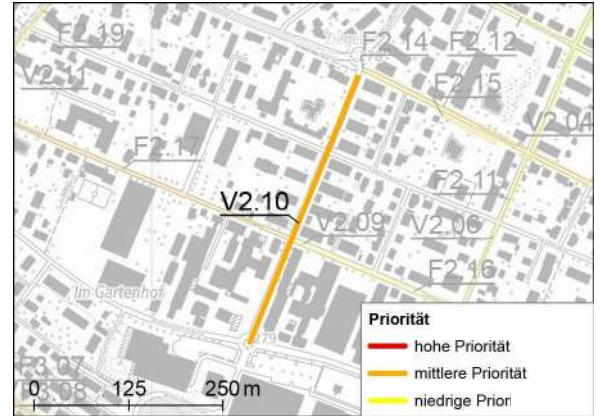 F2.19
F2.14
F2.12
V2.11
F2.15
V2.04
F2.17
F2.11
V2.10
V2.09
V2.06
F2.16
Im Gartenhof
279
F3.07
F3.08
0 125 250 m
Priorität
hohe Priorität
mittlere Priorität
niedrige Priori